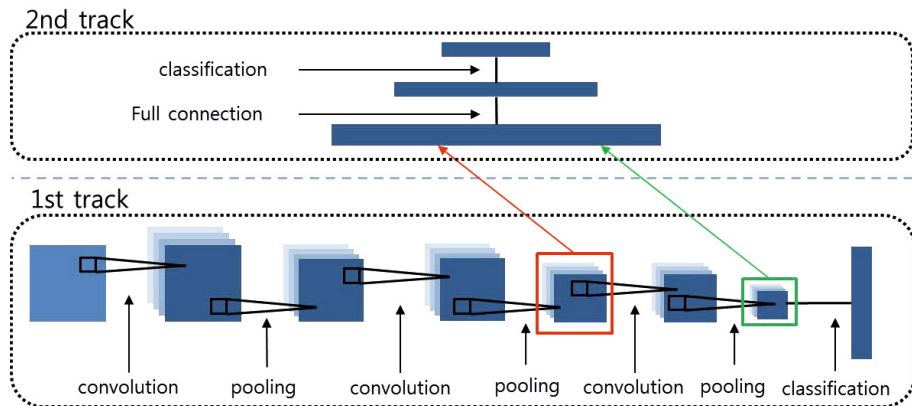 2nd track
classification
Full connection
1st track
convolution
pooling
convolution
pooling
convolution
pooling
classification